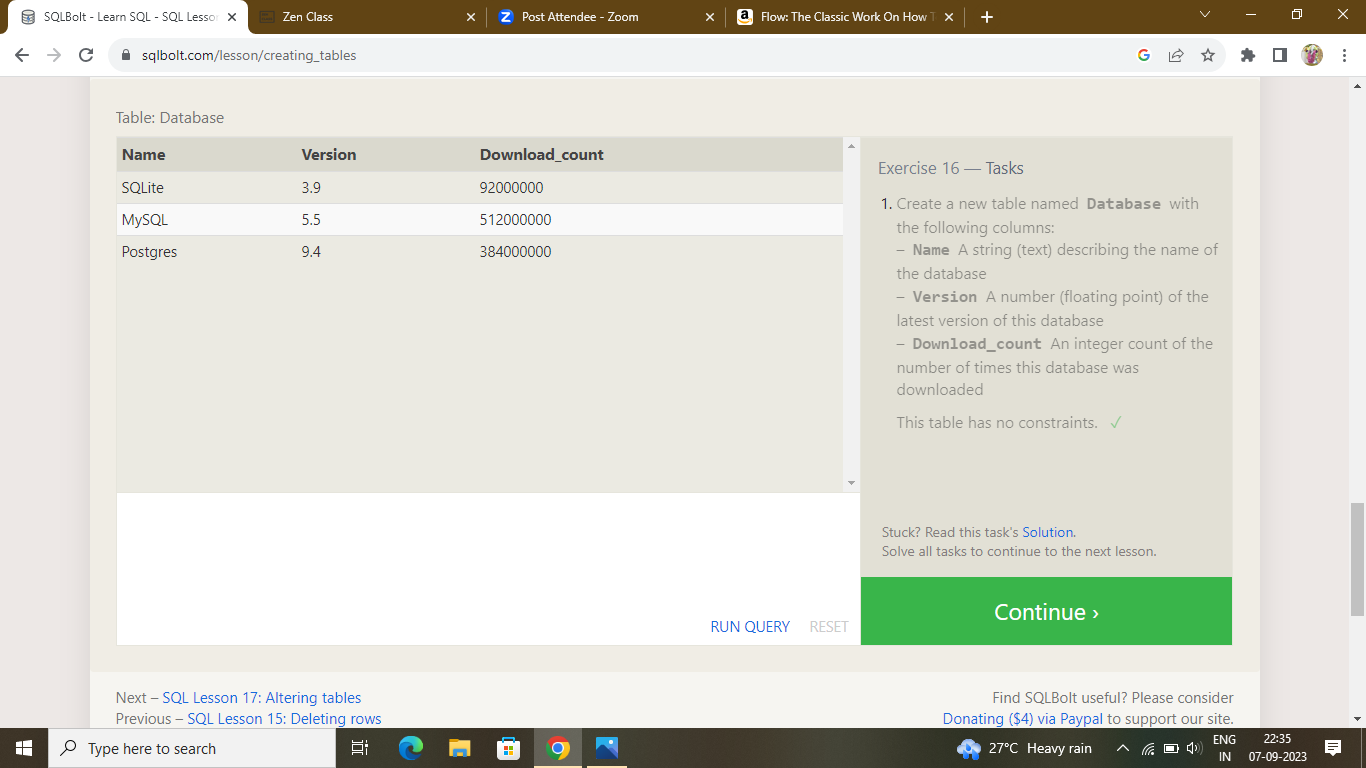 SQLBolt - Learn SQL - SQL Lesson
Zen Class
Post Attendee - Zoom
Flow: The Classic Work On How T
sqlbolt.com/lesson/creating_tables
Table: Database
Name Version Download_count
SQLite 3.9 92000000
MySQL 5.5 512000000
Postgres 9.4 384000000
RUN QUERY RESET
Exercise 16 — Tasks
1. Create a new table named Database with
the following columns:
– Name A string (text) describing the name of
the database
– Version A number (floating point) of the
latest version of this database
– Download_count An integer count of the
number of times this database was
downloaded
This table has no constraints. ✓
Stuck? Read this task's Solution.
Solve all tasks to continue to the next lesson.
Continue ›
Next – SQL Lesson 17: Altering tables
Previous – SQL Lesson 15: Deleting rows
Find SQLBolt useful? Please consider
Donating ($4) via Paypal to support our site.
Type here to search
27°C Heavy rain
ENG
IN
22:35
07-09-2023